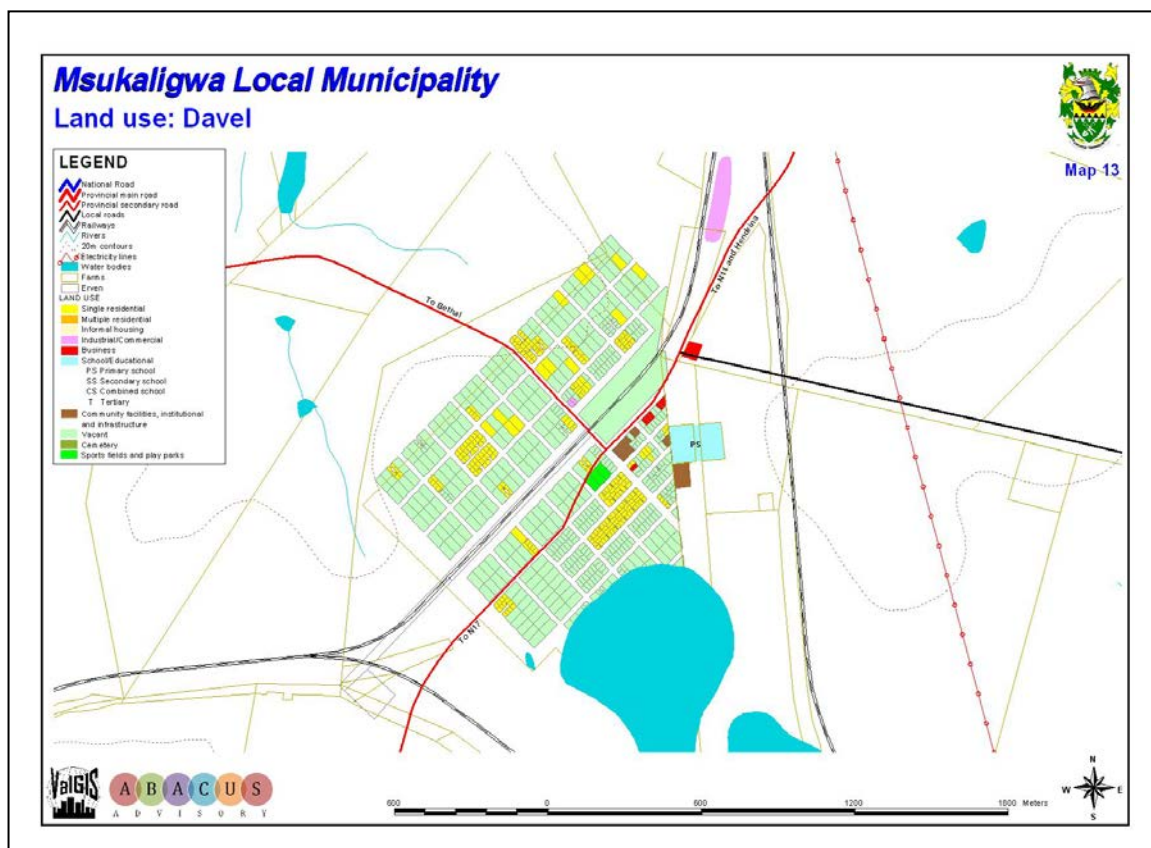 Msukaligwa Local Municipality
Land use: Davel
Map 13
LEGEND
National Road
Provincial main road
Provincial secondary road
Local roads
Railways
Rivers
20m contours
Electricity lines
Water bodies
Farms
Erven
LAND USE
Single residential
Multiple residential
Informal housing
Industrial/Commercial
Business
School/Educational
PS Primary school
SS Secondary school
CS Combined school
T Tertiary
Community facilities, institutional
and infrastructure
Vacant
Cemetery
Sports fields and play parks
To Bethal
To N11 and Hendrina
PS
To N17
ValGIS
ABACUS
ADVISORY
600 0 600 1200 1800 Meters
N
W E
S